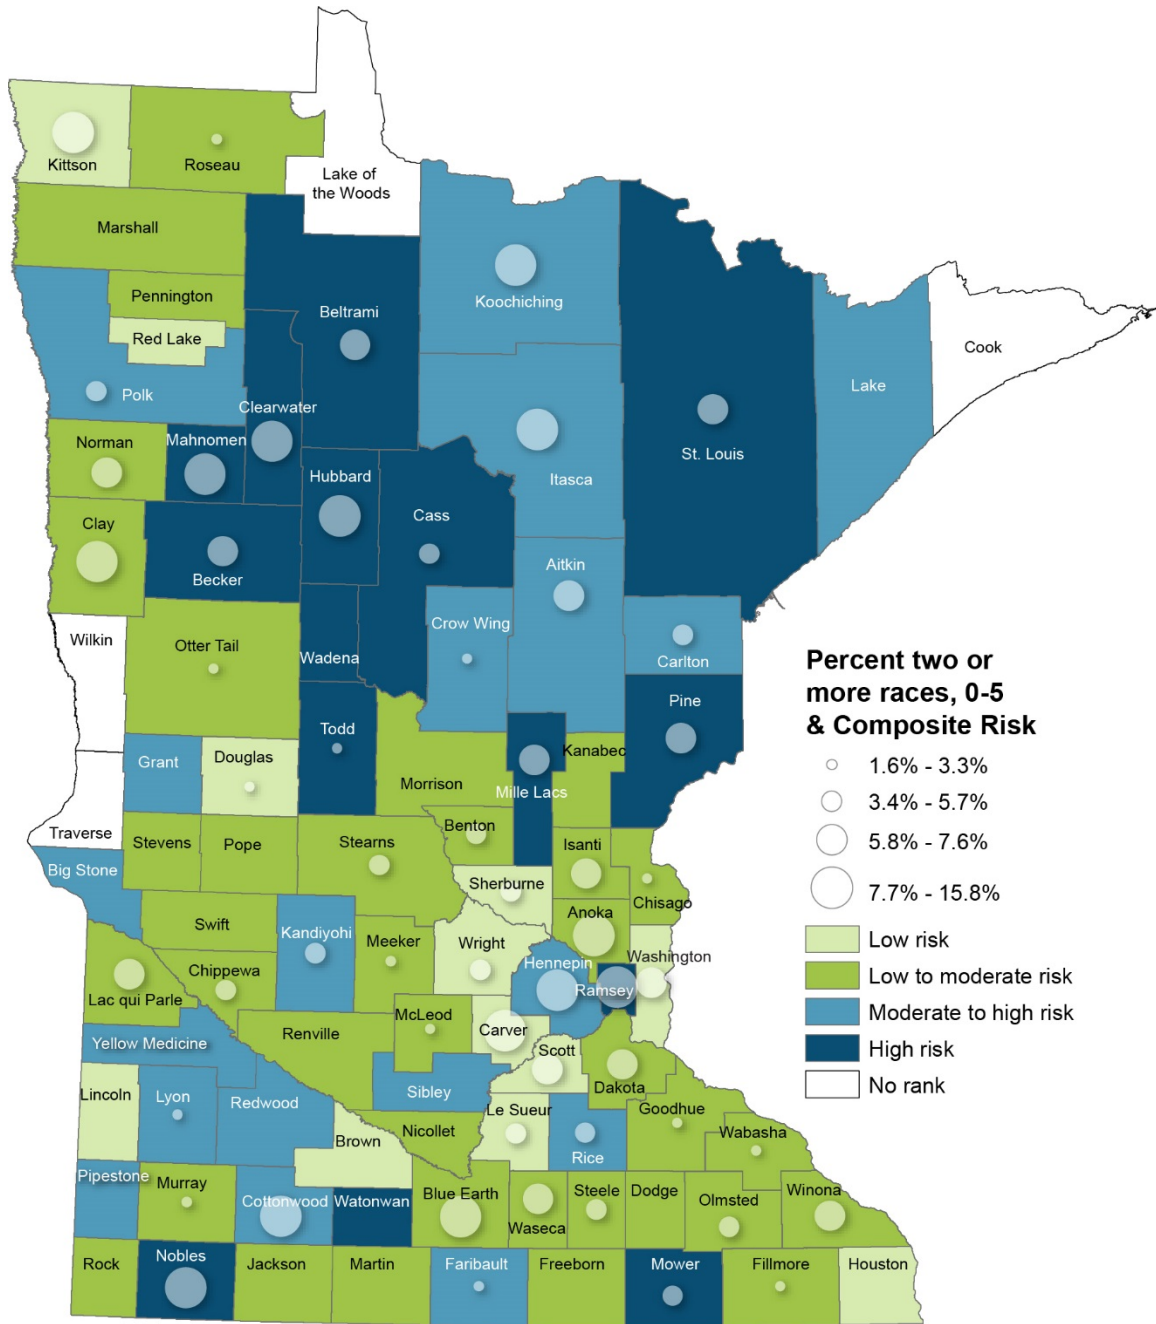 Kittson
Roseau
Lake of
the Woods
Marshall
Koochiching
Pennington
Beltrami
Red Lake
Cook
Lake
Polk
Clearwater
Norman
Mahnomen
St. Louis
Hubbard
Itasca
Cass
Clay
Aitkin
Becker
Crow Wing
Wilkin
Otter Tail
Wadena
Carlton
Percent two or
more races, 0-5
& Composite Risk
1.6% - 3.3%
3.4% - 5.7%
5.8% - 7.6%
7.7% - 15.8%
Low risk
Low to moderate risk
Moderate to high risk
High risk
No rank
Pine
Todd
Grant
Douglas
Kanabec
Morrison
Mille Lacs
Traverse
Stevens
Pope
Stearns
Benton
Isanti
Big Stone
Sherburne
Chisago
Swift
Kandiyohi
Meeker
Wright
Anoka
Washington
Hennepin
Chippewa
Ramsey
Lac qui Parle
McLeod
Renville
Carver
Yellow Medicine
Scott
Dakota
Lincoln
Lyon
Redwood
Sibley
Le Sueur
Goodhue
Nicollet
Wabasha
Brown
Rice
Pipestone
Murray
Cottonwood
Watonwan
Blue Earth
Waseca
Steele
Dodge
Olmsted
Winona
Rock
Nobles
Jackson
Martin
Faribault
Freeborn
Mower
Fillmore
Houston